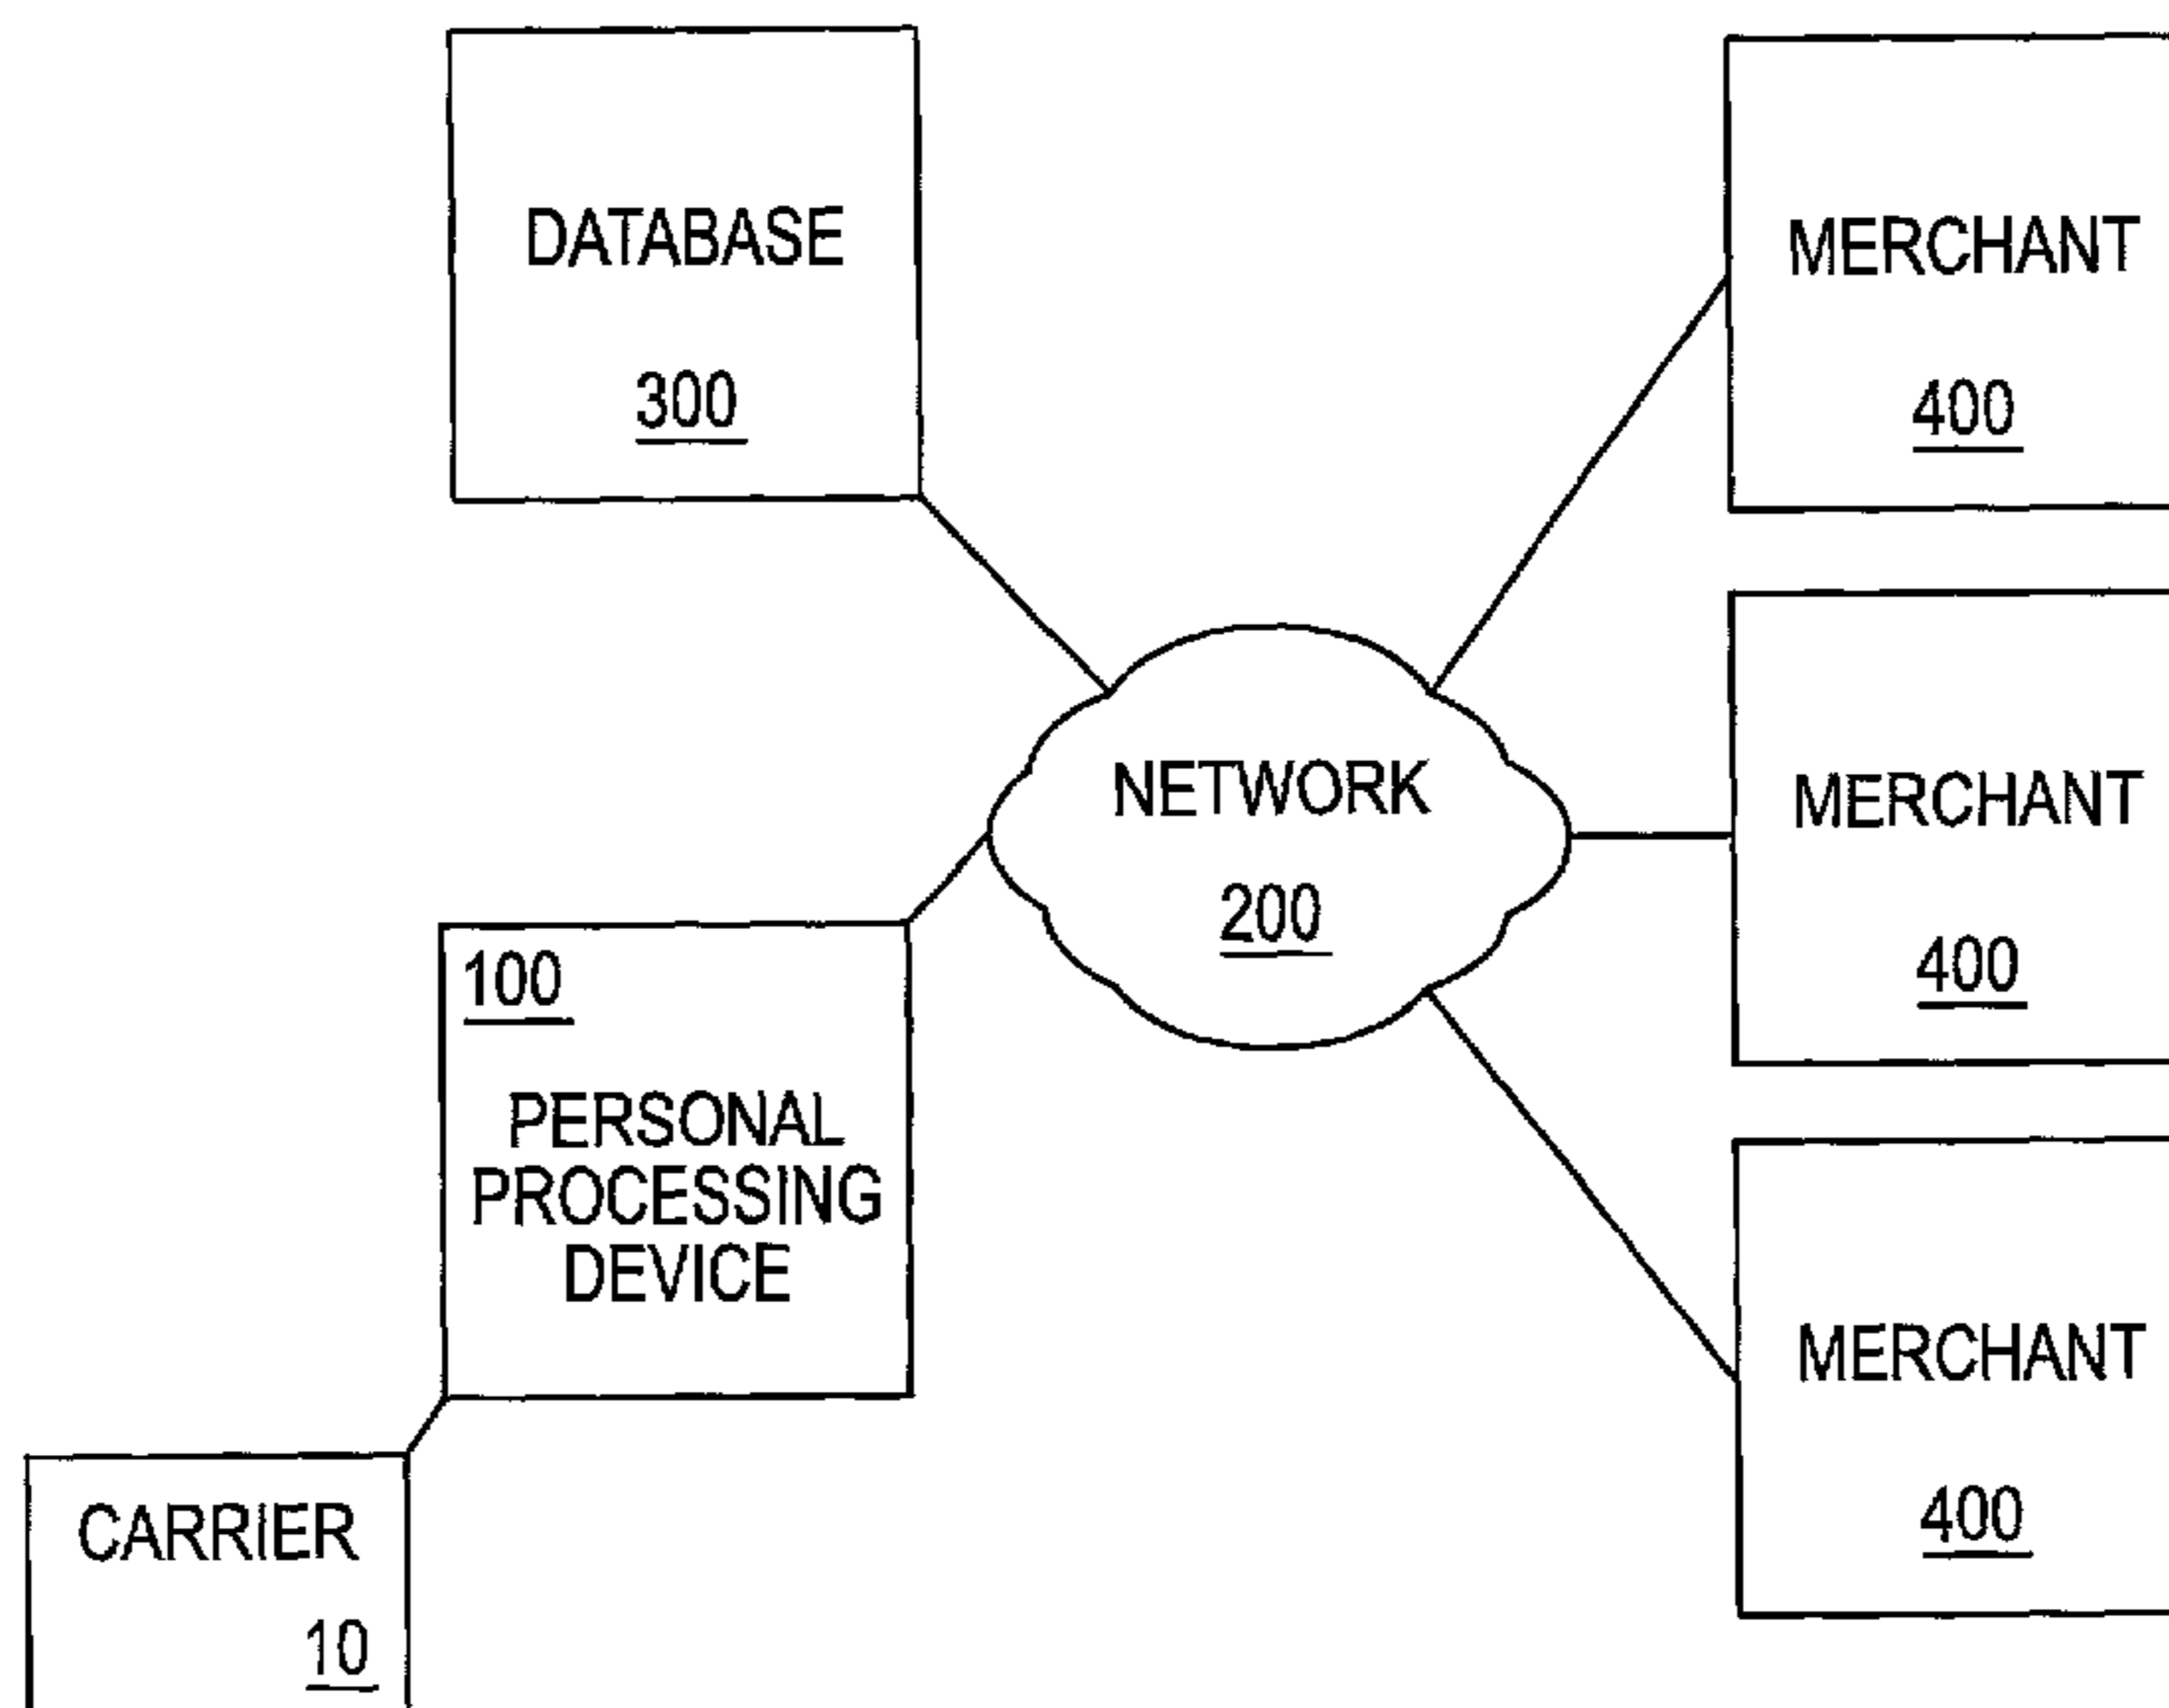 DATABASE
300
MERCHANT
400
NETWORK
200
MERCHANT
400
100
PERSONAL
PROCESSING
DEVICE
MERCHANT
400
CARRIER
10